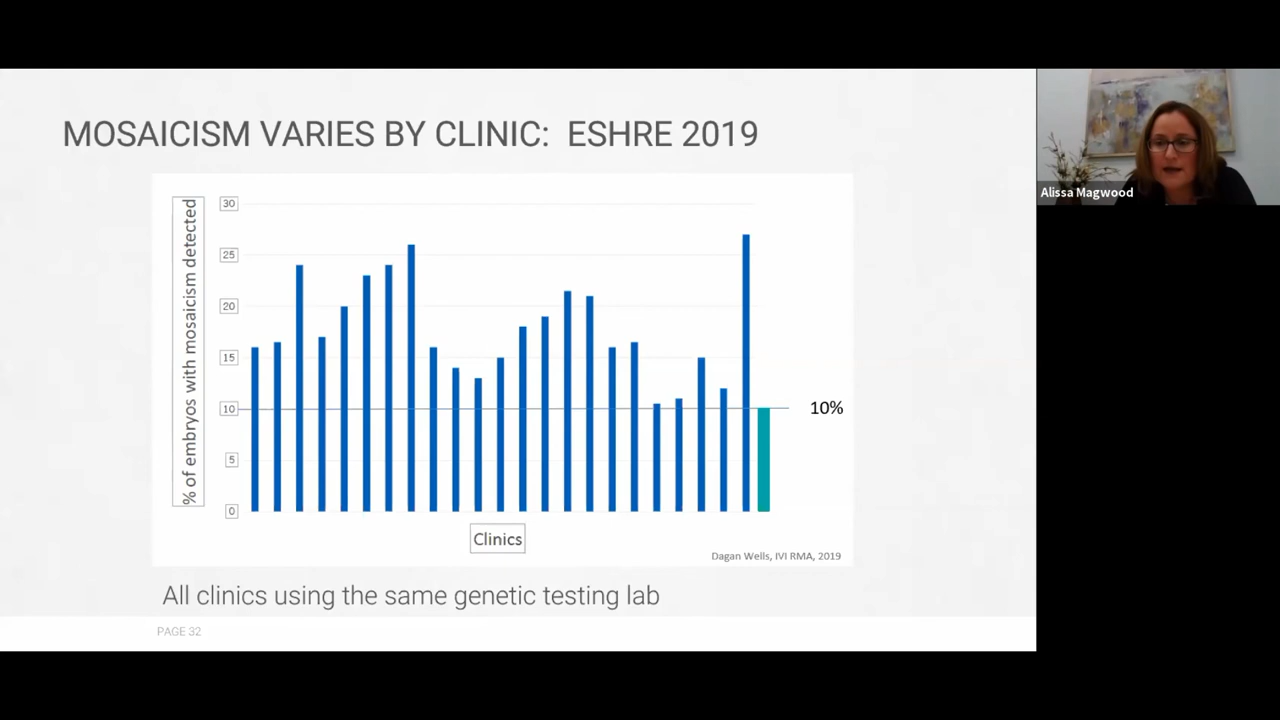 MOSAICISM VARIES BY CLINIC: ESHRE 2019
Alissa Magwood
% of embryos with mosaicism detected
30
25
20
15
10
5
0
10%
Clinics
Dagan Wells, IVI RMA, 2019
All clinics using the same genetic testing lab
PAGE 32